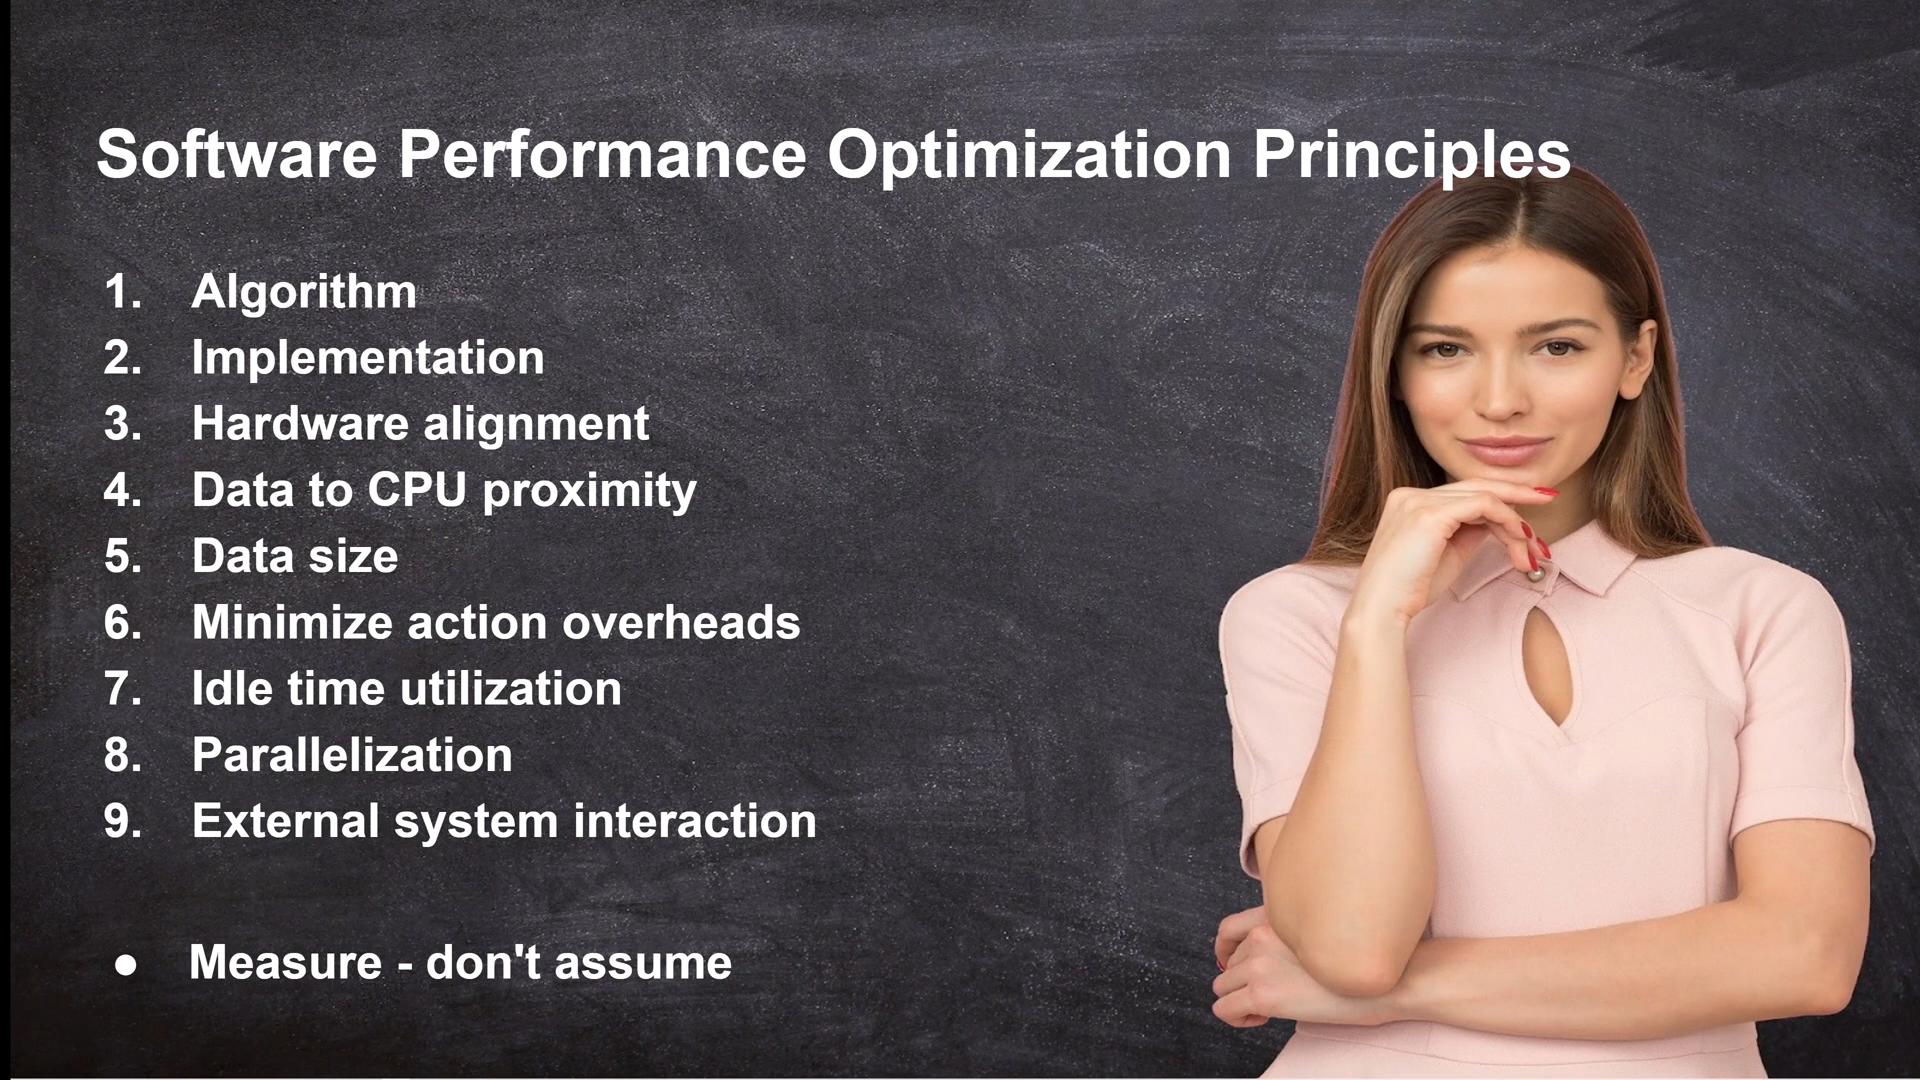 Software Performance Optimization Principles
1. Algorithm
2. Implementation
3. Hardware alignment
4. Data to CPU proximity
5. Data size
6. Minimize action overheads
7. Idle time utilization
8. Parallelization
9. External system interaction
● Measure - don't assume